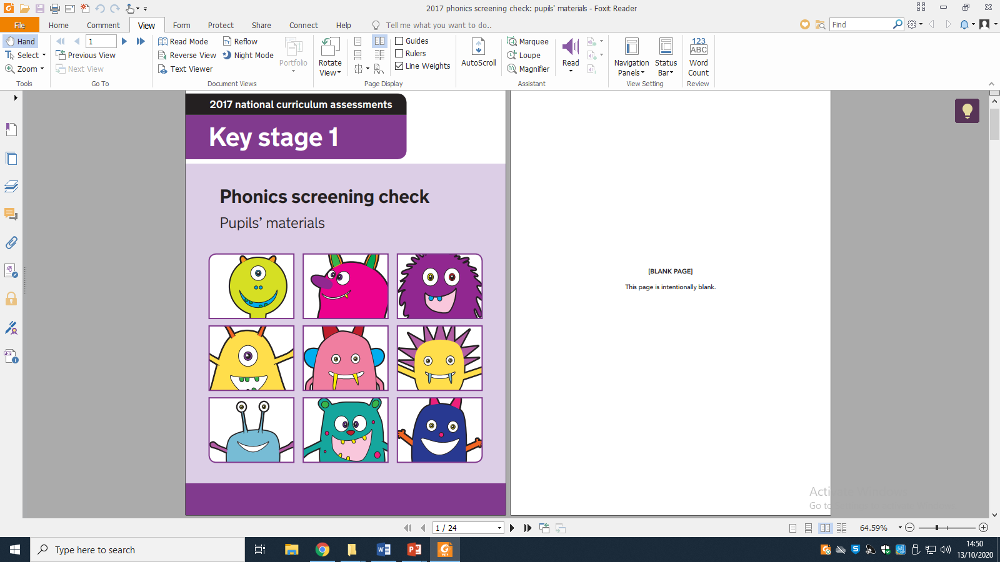 2017 phonics screening check: pupils' materials - Foxit Reader
File Home Comment View Form Protect Share Connect Help Tell me what you want to do.. Find
Hand 1 Read Mode Reflow Guides Marquee
Select Previous View Reverse View Night Mode Portfolio Rotate View Rulers AutoScroll Loupe Read Navigation Panels Status Bar 123 ABC Word Count
Zoom Next View Text Viewer Line Weights Magnifier
Tools Go To Document Views Page Display Assistant View Setting Review
2017 national curriculum assessments
Key stage 1
Phonics screening check
Pupils’ materials
[BLANK PAGE]
This page is intentionally blank.
Go to
1 / 24 64.59%
Type here to search
14:50
13/10/2020